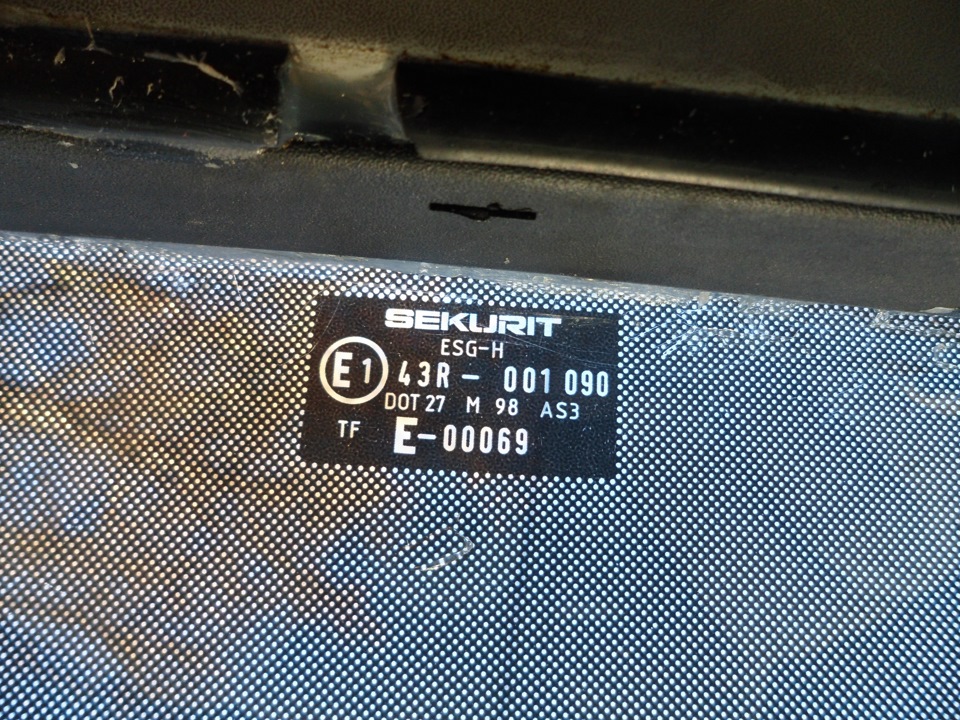 SEKURIT
ESG-H
E1 43R - 001 090
DOT 27 M 98 AS3
TF E-00069